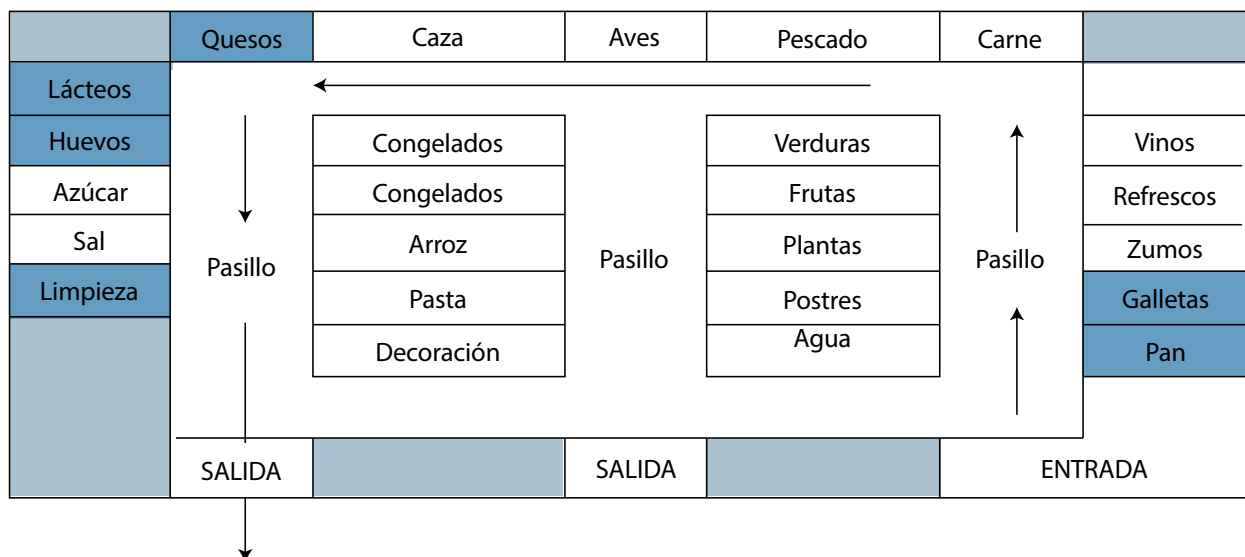 Quesos
Caza
Aves
Pescado
Carne
Lácteos
Huevos
Congelados
Verduras
Vinos
Azúcar
Congelados
Frutas
Refrescos
Sal
Pasillo
Arroz
Pasillo
Plantas
Pasillo
Zumos
Limpieza
Pasta
Postres
Galletas
Decoración
Agua
Pan
SALIDA
SALIDA
ENTRADA